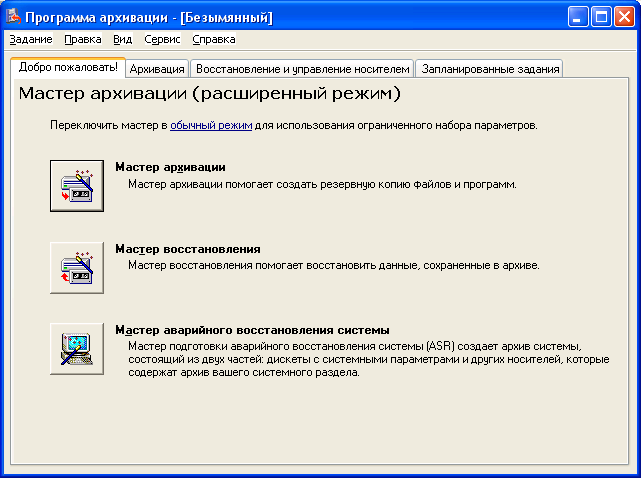 Программа архивации - [Безымянный]
Задание Правка Вид Сервис Справка
Добро пожаловать! Архивация Восстановление и управление носителем Запланированные задания
Мастер архивации (расширенный режим)
Переключить мастер в обычный режим для использования ограниченного набора параметров.
Мастер архивации
Мастер архивации помогает создать резервную копию файлов и программ.
Мастер восстановления
Мастер восстановления помогает восстановить данные, сохраненные в архиве.
Мастер аварийного восстановления системы
Мастер подготовки аварийного восстановления системы (ASR) создает архив системы,
состоящий из двух частей: дискеты с системными параметрами и других носителей, которые
содержат архив вашего системного раздела.